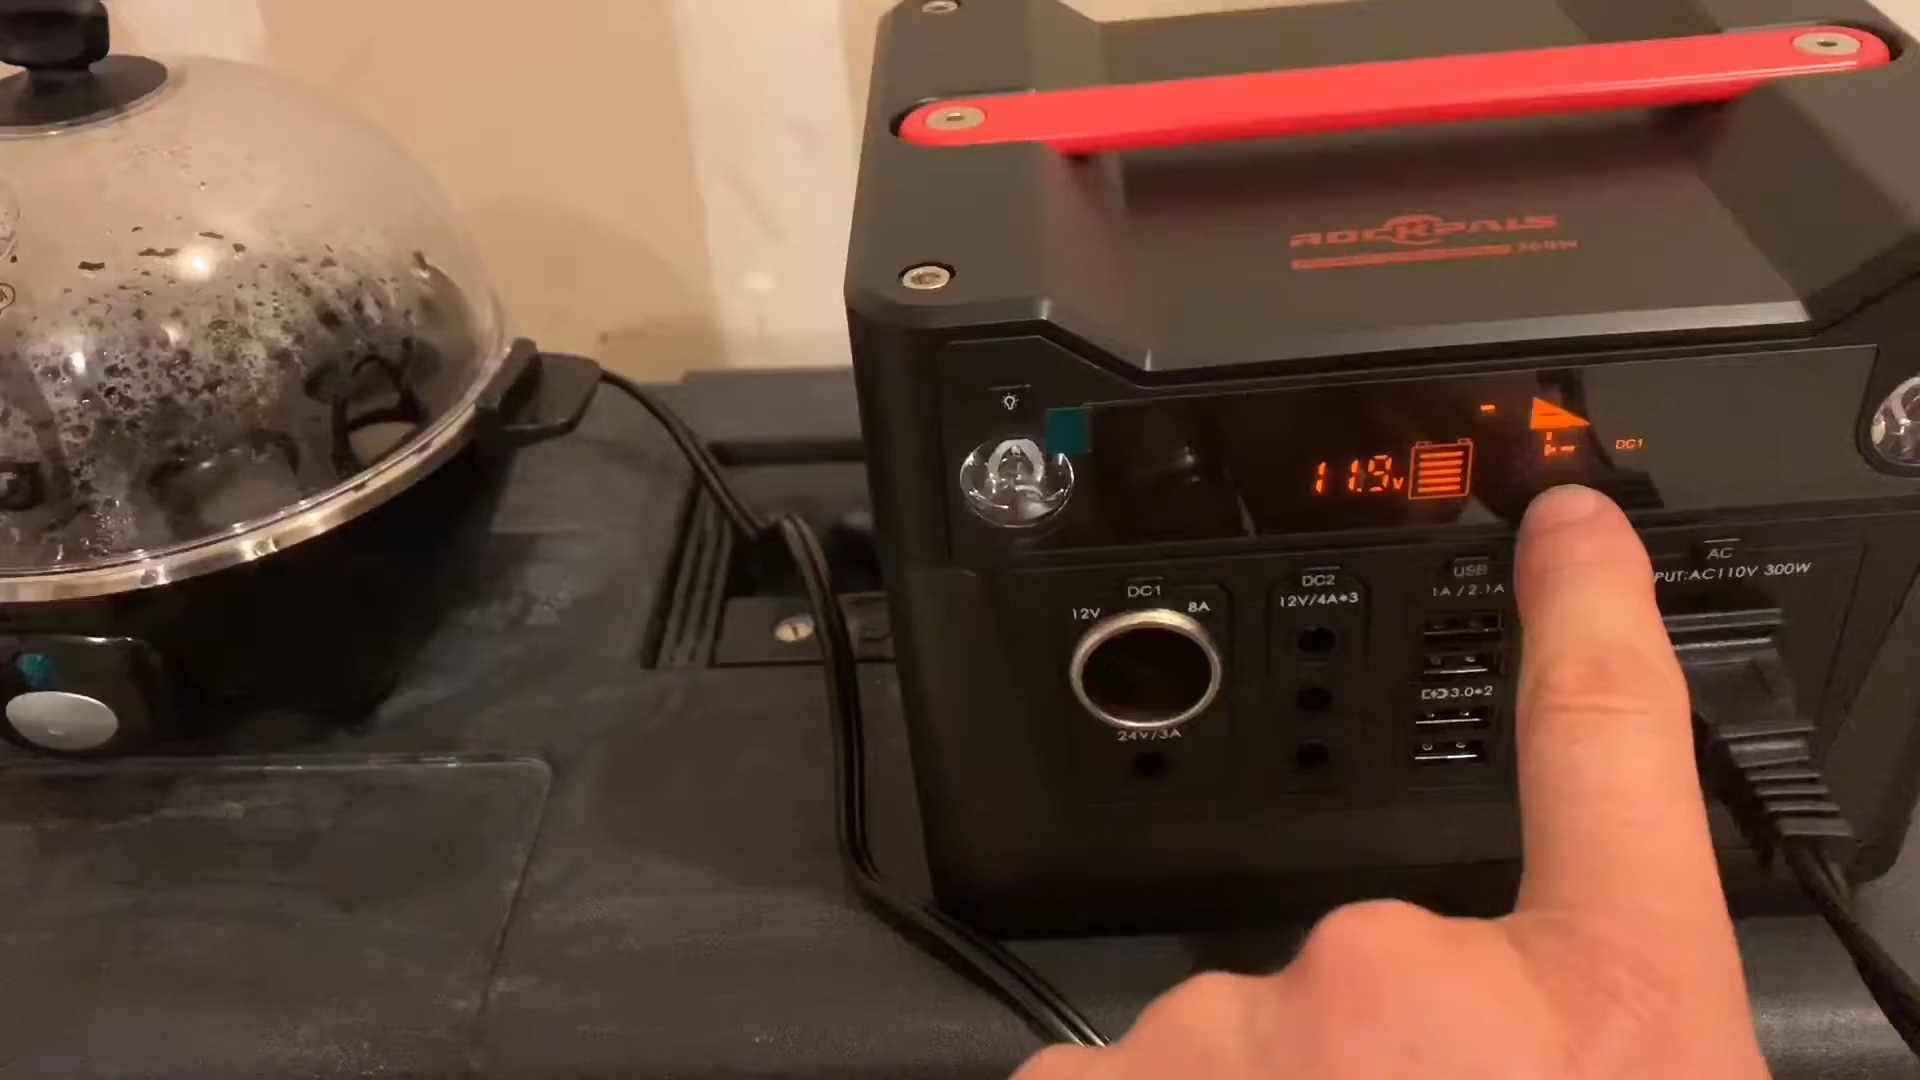 ROCKPALS
300W
11.9v
DC1
AC
PUT:AC110V 300W
USB
1A/2.1A
DC2
12V/4A*3
DC1
12V
8A
3.0*2
24V/3A